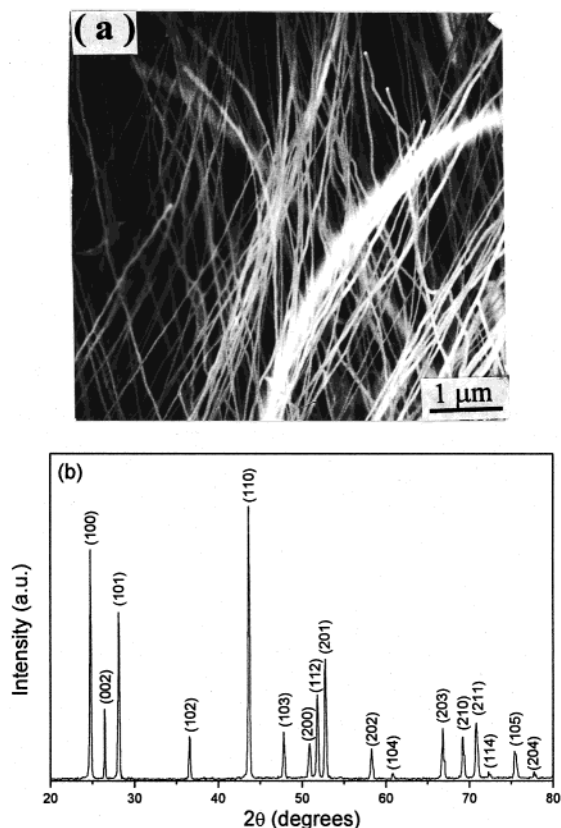 (a)
1 μm
(b)
(100)
(002)
(101)
(102)
(110)
(103)
(200)
(112)
(201)
(202)
(104)
(203)
(210)
(211)
(114)
(105)
(204)
Intensity (a.u.)
20 30 40 50 60 70 80
2θ (degrees)